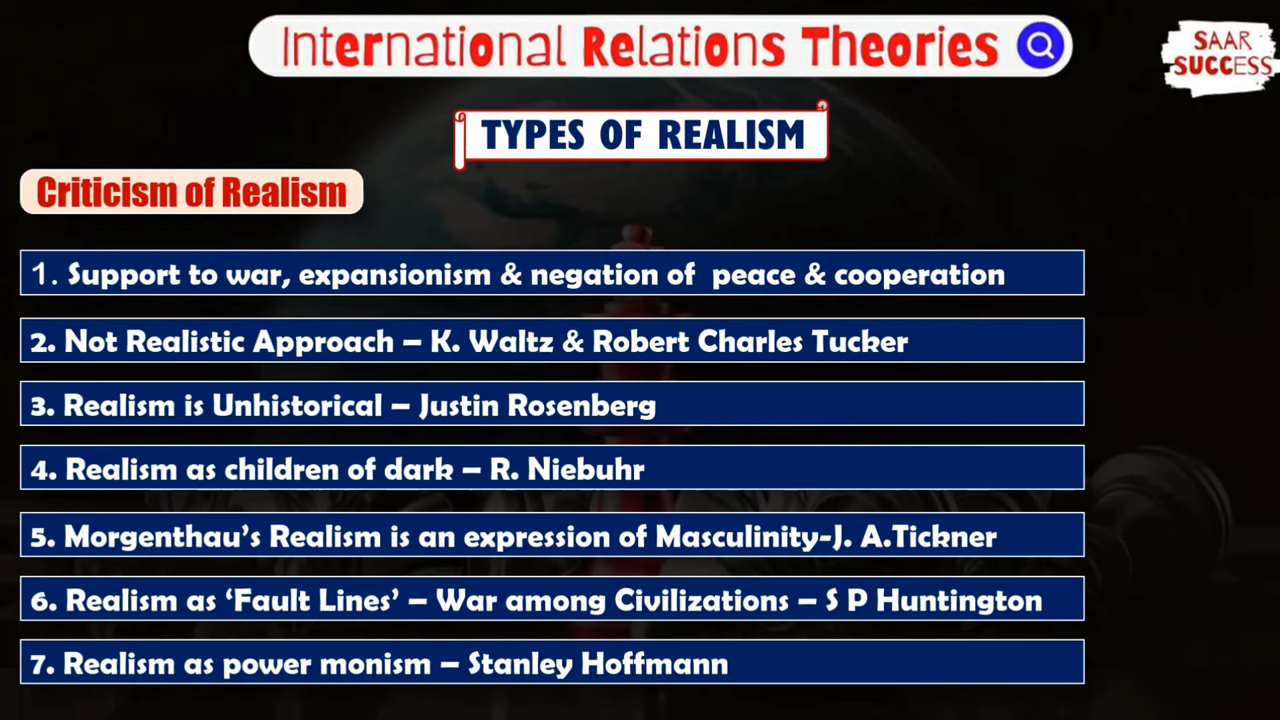 International Relations Theories
SAAR
SUCCESS
TYPES OF REALISM
Criticism of Realism
1. Support to war, expansionism & negation of peace & cooperation
2. Not Realistic Approach – K. Waltz & Robert Charles Tucker
3. Realism is Unhistorical – Justin Rosenberg
4. Realism as children of dark – R. Niebuhr
5. Morgenthau’s Realism is an expression of Masculinity-J. A.Tickner
6. Realism as ‘Fault Lines’ – War among Civilizations – S P Huntington
7. Realism as power monism – Stanley Hoffmann